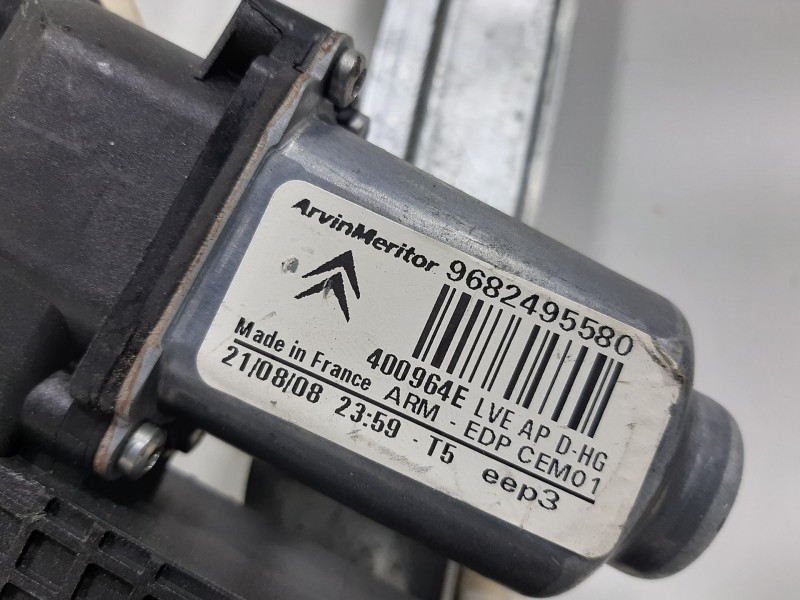 ArvinMeritor 9682495580
400964E LVE AP D-HG
Made in France ARM - EDP CEM01
21/08/08 23:59 - T5 eep3